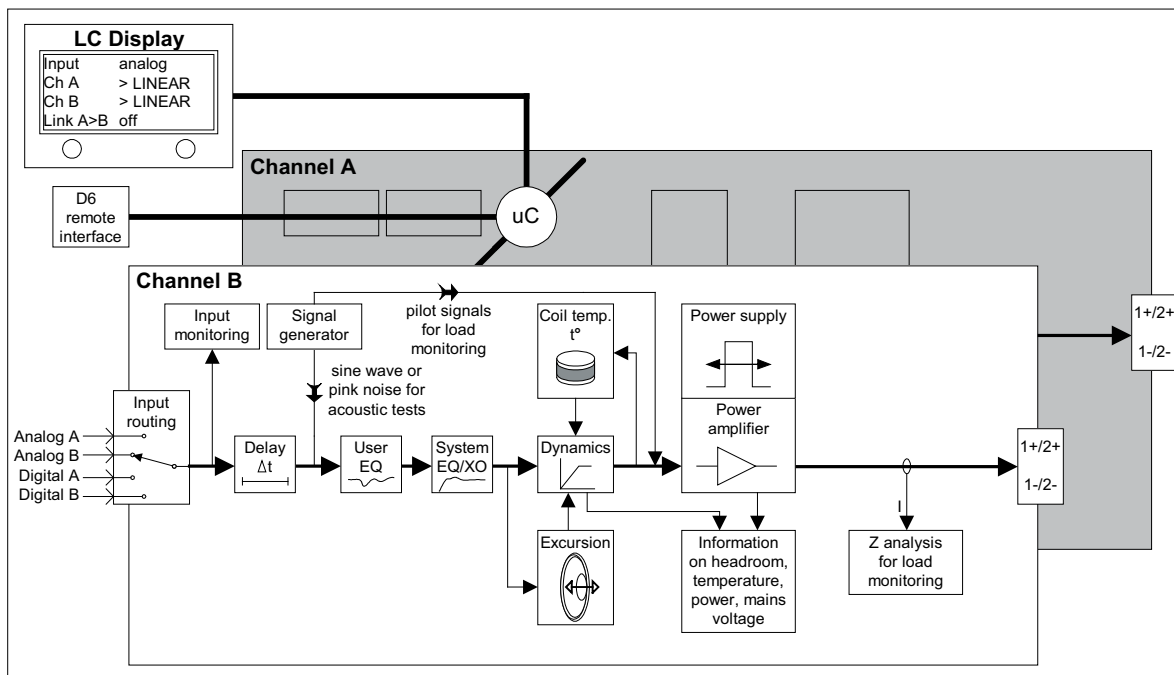 LC Display
Input analog
Ch A > LINEAR
Ch B > LINEAR
Link A>B off
Channel A
D6
remote
interface
uC
Channel B
Input
monitoring
Signal
generator
pilot signals
for load
monitoring
Coil temp.
t°
Power supply
1+/2+
1-/2-
sine wave or
pink noise for
acoustic tests
Input
routing
Analog A
Analog B
Digital A
Digital B
Delay
Δt
User
EQ
System
EQ/XO
Dynamics
Power
amplifier
1+/2+
1-/2-
I
Excursion
Information
on headroom,
temperature,
power, mains
voltage
Z analysis
for load
monitoring